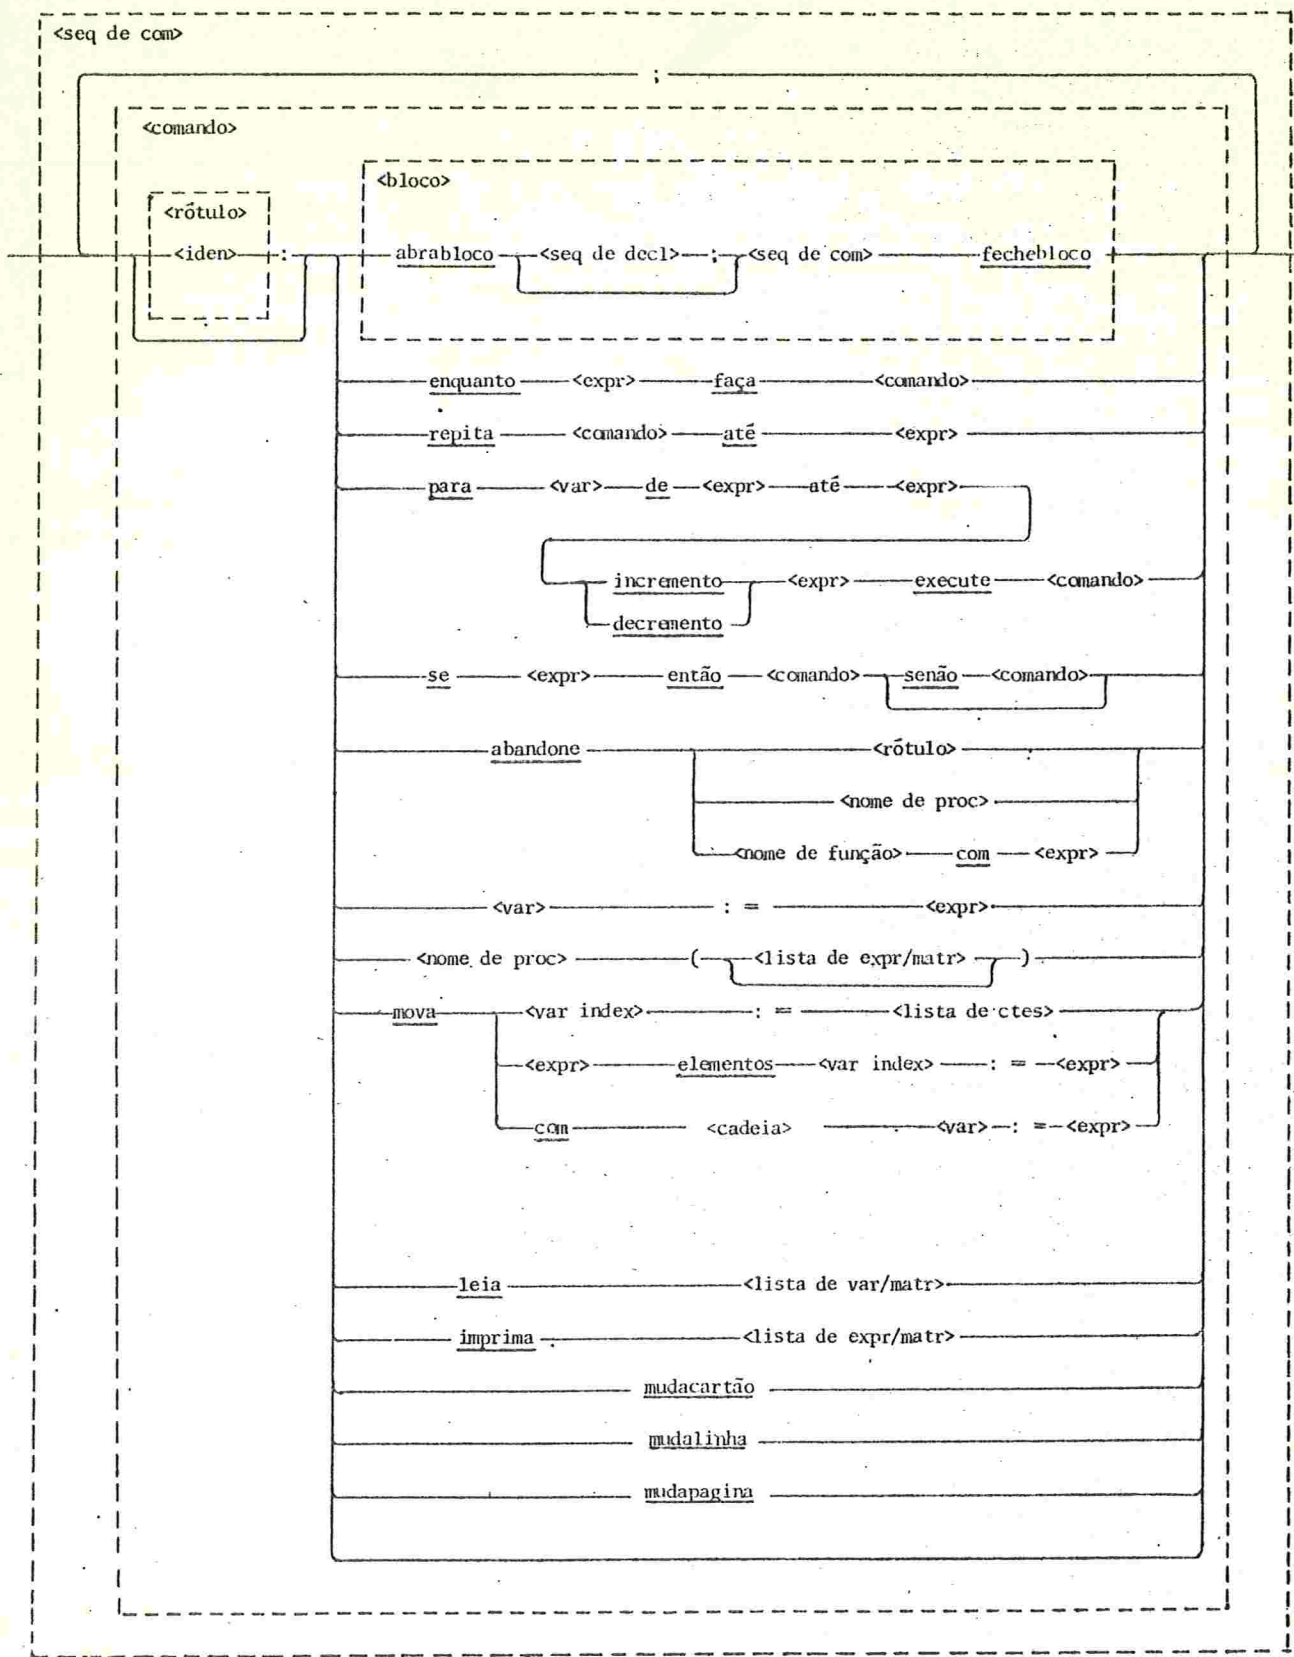 <seq de com>
;
<comando>
<bloco>
<rótulo>
<iden> : abrabloco <seq de decl> ; <seq de com> fechebloco
enquanto <expr> faça <comando>
repita <comando> até <expr>
para <var> de <expr> até <expr>
incremento <expr> execute <comando>
decremento
se <expr> então <comando> senão <comando>
abandone <rótulo>
<nome de proc>
<nome de função> com <expr>
<var> : = <expr>
<nome de proc> ( <lista de expr/matr> )
mova <var index> : = <lista de ctes>
<expr> elementos <var index> : = <expr>
com <cadeia> <var> : = <expr>
leia <lista de var/matr>
imprima <lista de expr/matr>
mudacartão
mudalinha
mudapagina